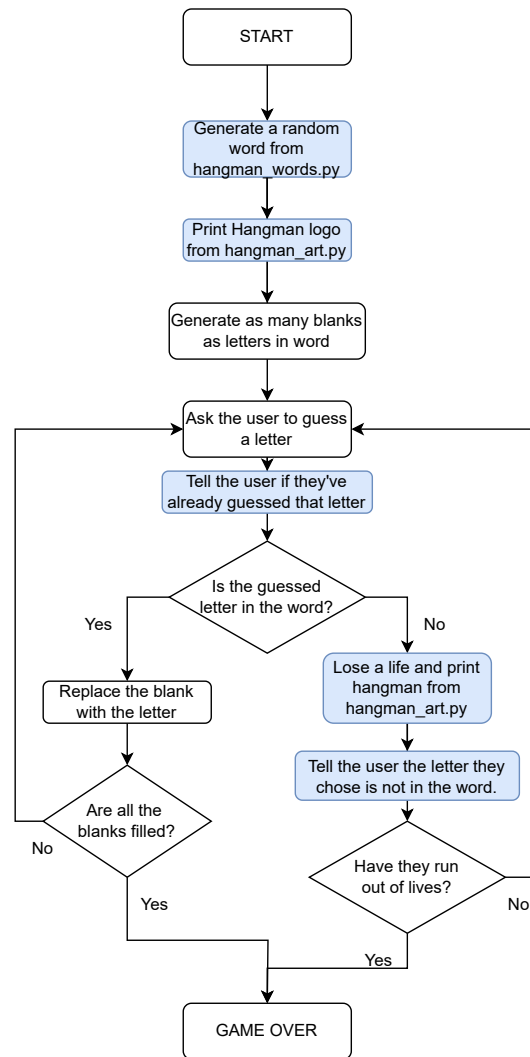 START
Generate a random
word from
hangman_words.py
Print Hangman logo
from hangman_art.py
Generate as many blanks
as letters in word
Ask the user to guess
a letter
Tell the user if they've
already guessed that letter
Is the guessed
letter in the word?
Yes
No
Replace the blank
with the letter
Lose a life and print
hangman from
hangman_art.py
Tell the user the letter they
chose is not in the word.
Are all the
blanks filled?
No
Yes
Have they run
out of lives?
No
Yes
GAME OVER